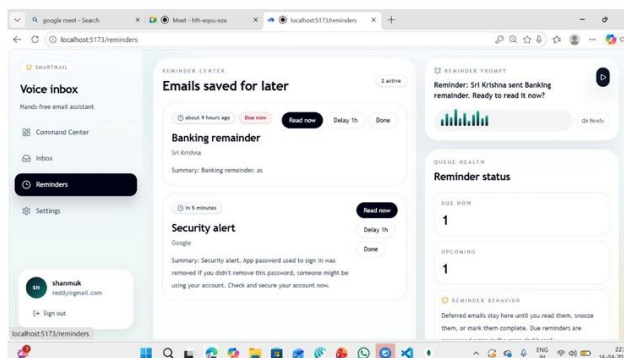 google meet - Search
Meet - hfh-eqvu-eze
localhost:5173/reminders
localhost:5173/reminders
SMARTMAIL
Voice inbox
Hands-free email assistant
Command Center
Inbox
Reminders
Settings
SH
shanmuk
reddy@gmail.com
Sign out
localhost:5173/reminders
REMINDER CENTER
Emails saved for later
2 active
about 9 hours ago
Due now
Read now
Delay 1h
Done
Banking remainder
Sri Krishna
Summary: Banking remainder. as
in 5 minutes
Read now
Security alert
Delay 1h
Google
Done
Summary: Security alert. App password used to sign in was
removed If you didn't remove this password, someone might be
using your account. Check and secure your account now.
REMINDER PROMPT
Reminder: Sri Krishna sent Banking
remainder. Ready to read it now?
Ready
QUEUE HEALTH
Reminder status
DUE NOW
1
UPCOMING
1
REMINDER BEHAVIOR
Deferred emails stay here until you read them, snooze
them, or mark them complete. Due reminders are
ENG